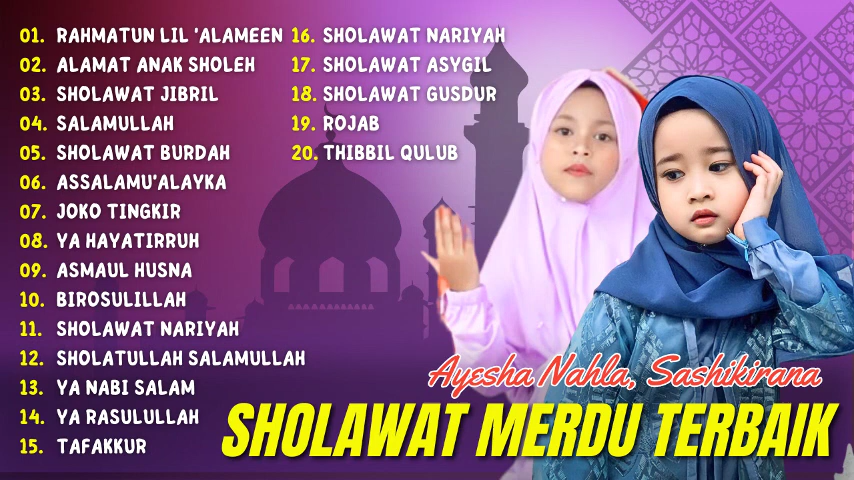 01. RAHMATUN LIL 'ALAMEEN
02. ALAMAT ANAK SHOLEH
03. SHOLAWAT JIBRIL
04. SALAMULLAH
05. SHOLAWAT BURDAH
06. ASSALAMU'ALAYKA
07. JOKO TINGKIR
08. YA HAYATIRRUH
09. ASMAUL HUSNA
10. BIROSULILLAH
11. SHOLAWAT NARIYAH
12. SHOLATULLAH SALAMULLAH
13. YA NABI SALAM
14. YA RASULULLAH
15. TAFAKKUR
16. SHOLAWAT NARIYAH
17. SHOLAWAT ASYGIL
18. SHOLAWAT GUSDUR
19. ROJAB
20. THIBBIL QULUB
Ayesha Nahla, Sashikirana
SHOLAWAT MERDU TERBAIK